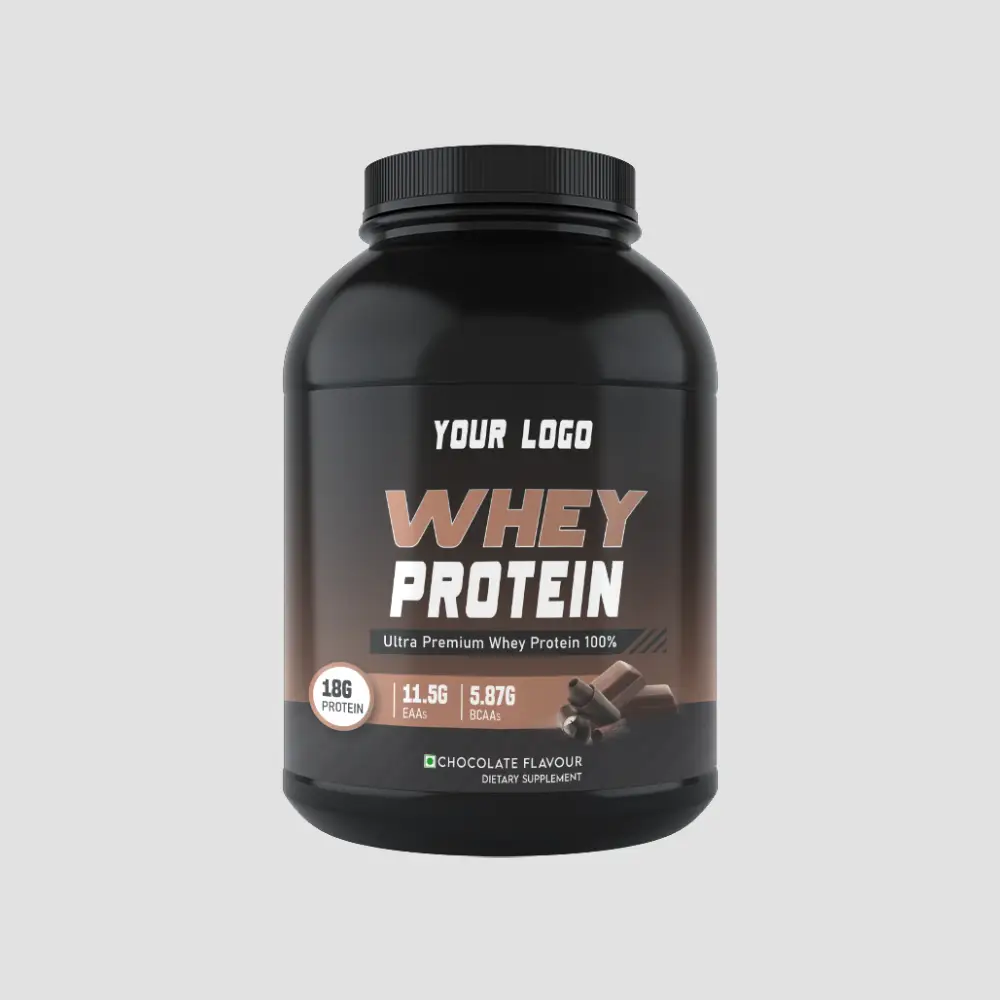 YOUR LOGO
WHEY
PROTEIN
Ultra Premium Whey Protein 100%
18G
PROTEIN
11.5G
EAAs
5.87G
BCAAs
CHOCOLATE FLAVOUR
DIETARY SUPPLEMENT